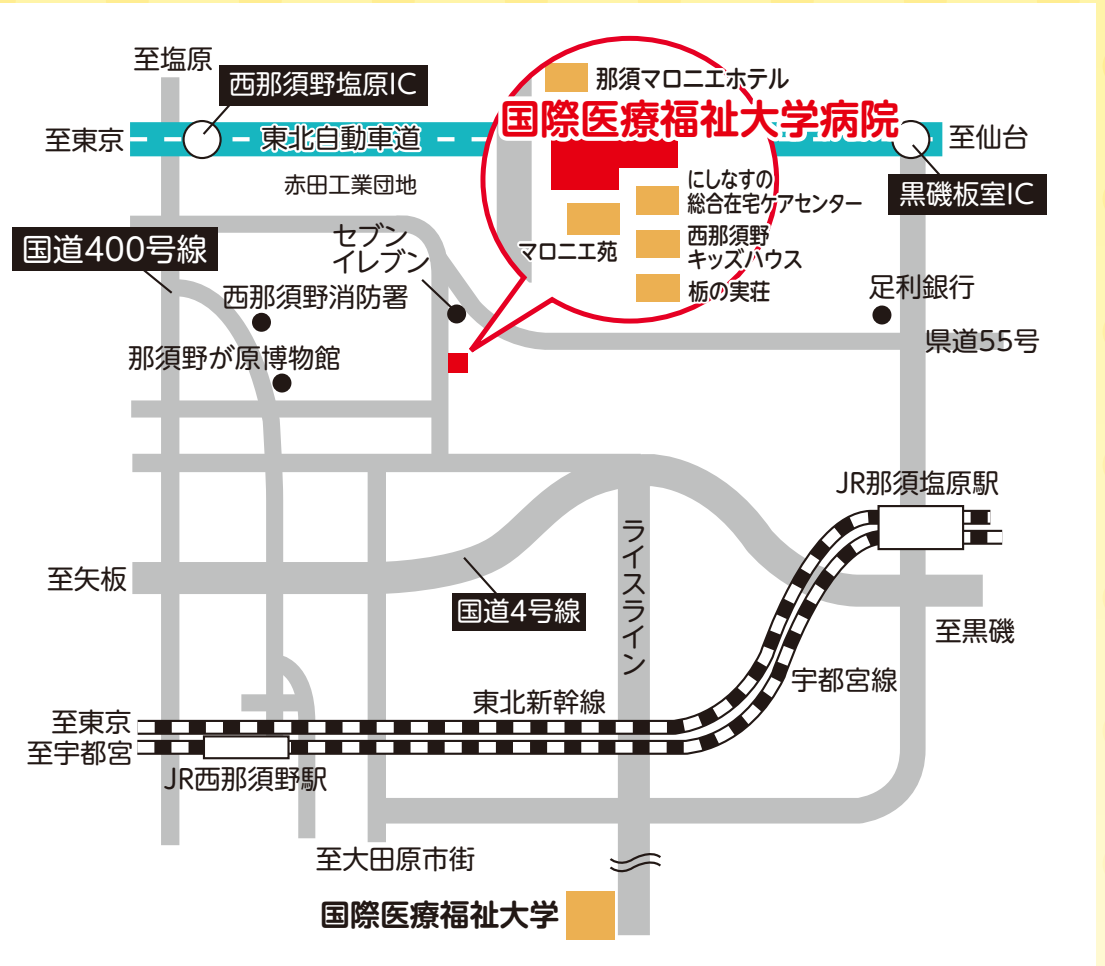 至塩原
西那須野塩原IC
那須マロニエホテル
国際医療福祉大学病院
至東京
東北自動車道
至仙台
赤田工業団地
にしなすの
総合在宅ケアセンター
黒磯板室IC
国道400号線
セブン
イレブン
マロニエ苑
西那須野
キッズハウス
西那須野消防署
栃の実荘
足利銀行
那須野が原博物館
県道55号
JR那須塩原駅
ライスライン
至矢板
国道4号線
至黒磯
宇都宮線
東北新幹線
至東京
至宇都宮
JR西那須野駅
至大田原市街
国際医療福祉大学